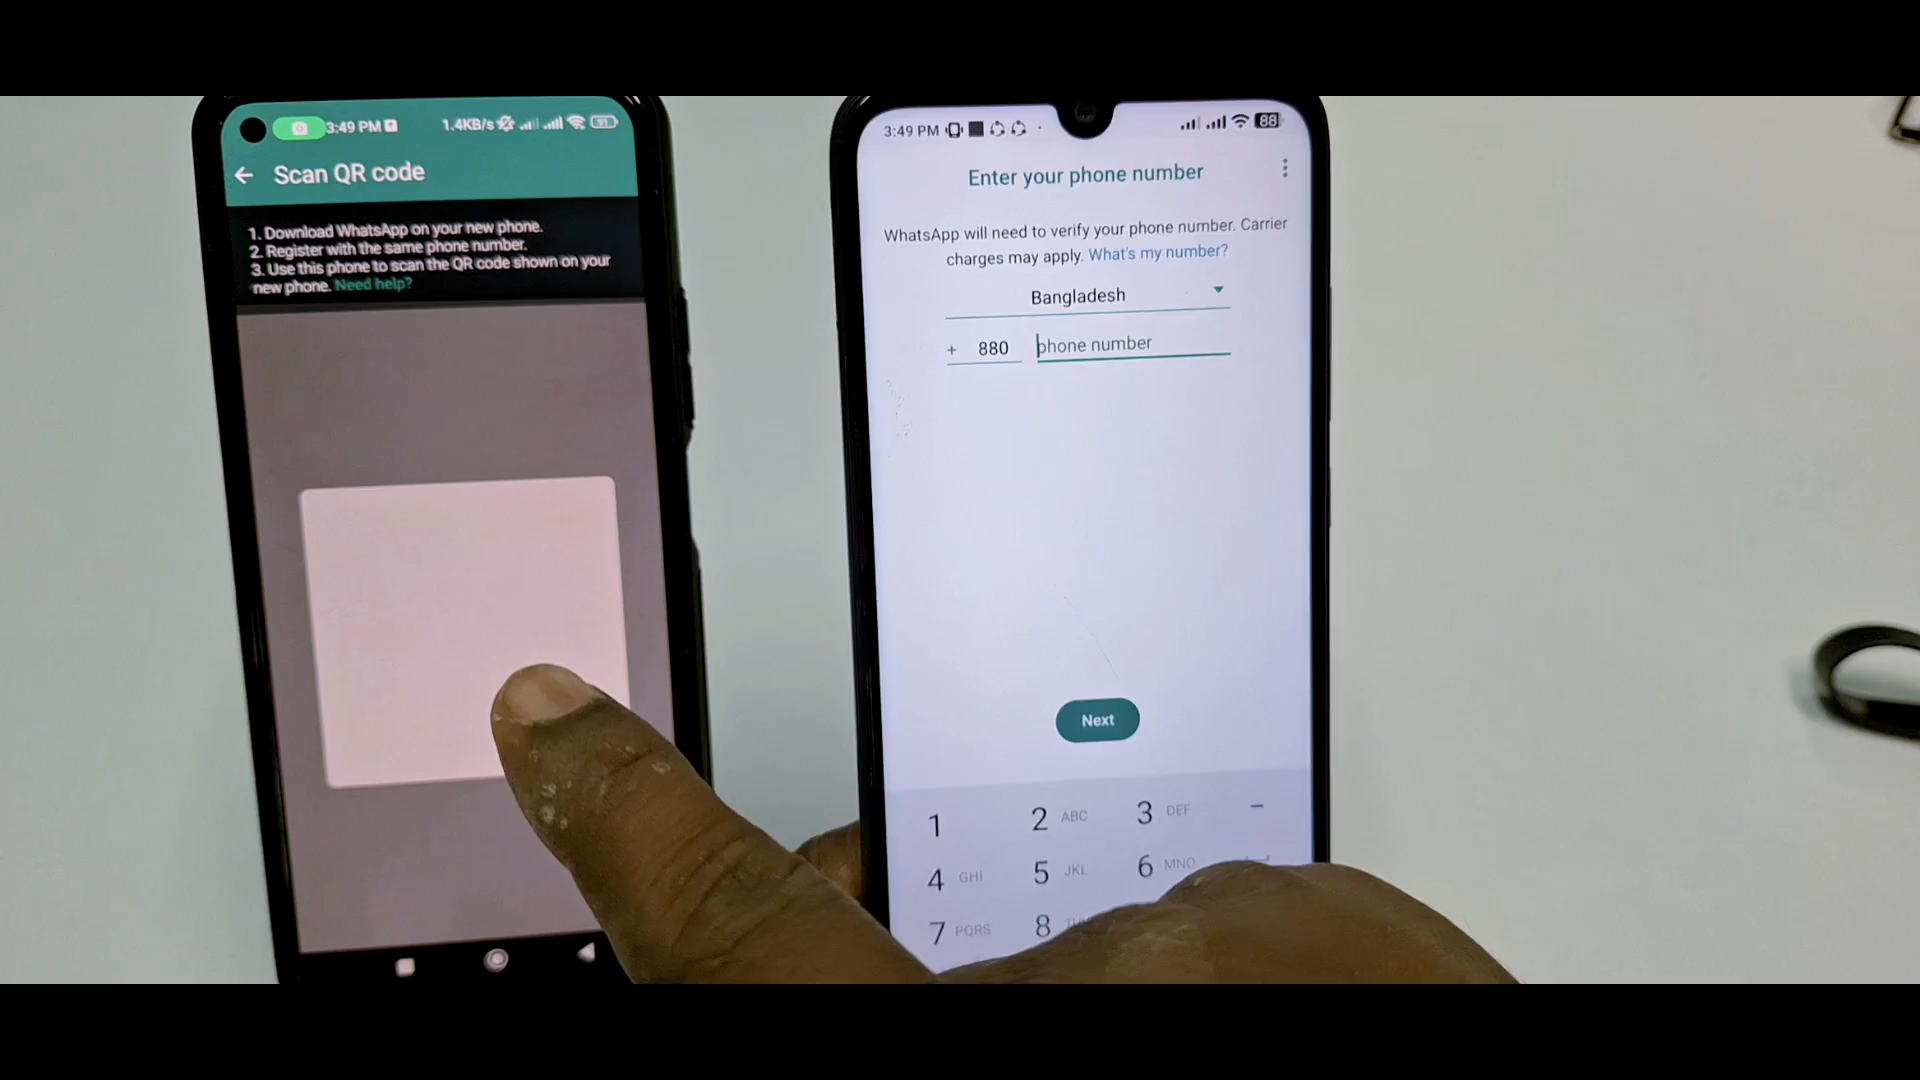 3:49 PM
1.4KB/s
91
Scan QR code
1. Download WhatsApp on your new phone.
2. Register with the same phone number.
3. Use this phone to scan the QR code shown on your
new phone. Need help?
3:49 PM
88
Enter your phone number
WhatsApp will need to verify your phone number. Carrier
charges may apply. What's my number?
Bangladesh
+ 880 phone number
Next
1 2 ABC 3 DEF -
4 GHI 5 JKL 6 MNO
7 PQRS 8